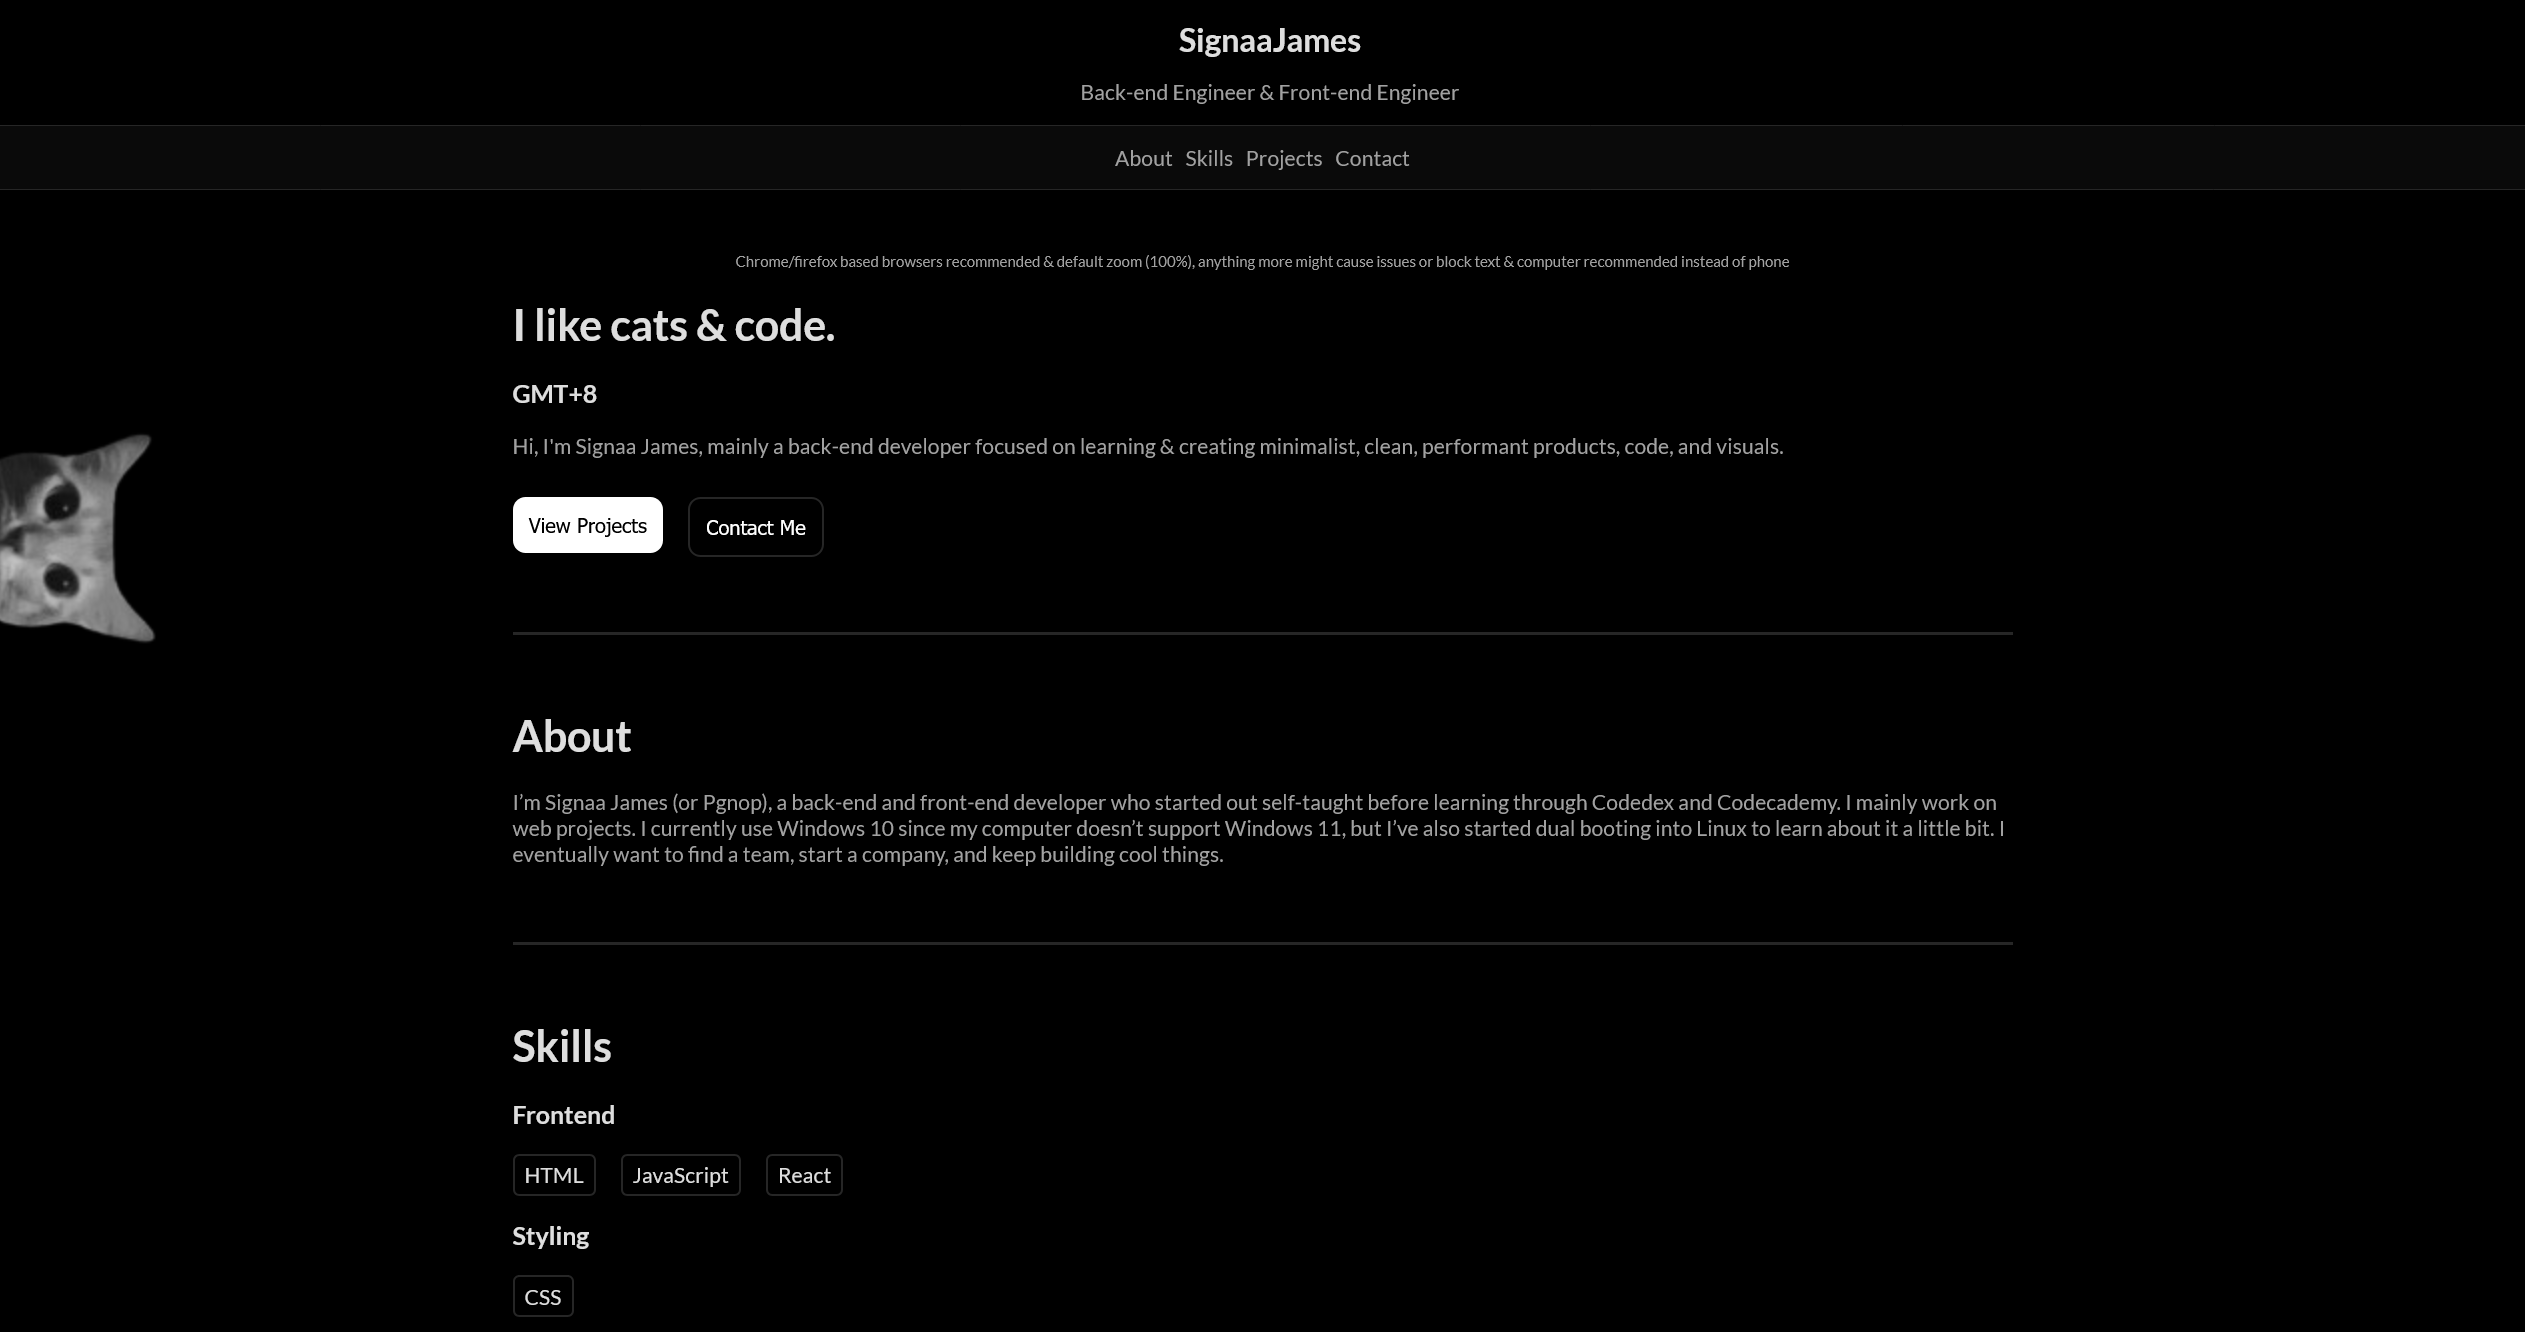 SignaaJames
Back-end Engineer & Front-end Engineer
About Skills Projects Contact
Chrome/firefox based browsers recommended & default zoom (100%), anything more might cause issues or block text & computer recommended instead of phone
I like cats & code.
GMT+8
Hi, I'm Signaa James, mainly a back-end developer focused on learning & creating minimalist, clean, performant products, code, and visuals.
View Projects Contact Me
About
I’m Signaa James (or Pgnop), a back-end and front-end developer who started out self-taught before learning through Codedex and Codecademy. I mainly work on
web projects. I currently use Windows 10 since my computer doesn’t support Windows 11, but I’ve also started dual booting into Linux to learn about it a little bit. I
eventually want to find a team, start a company, and keep building cool things.
Skills
Frontend
HTML JavaScript React
Styling
CSS